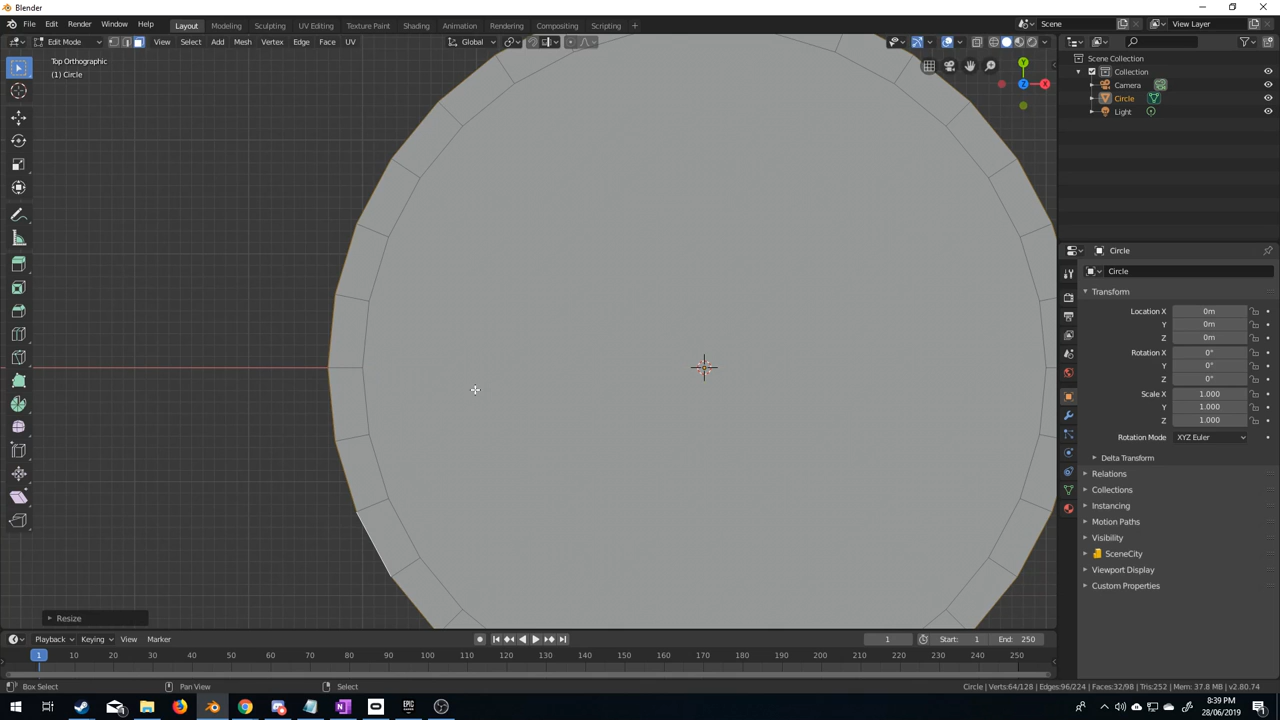 Blender
File Edit Render Window Help
Layout Modeling Sculpting UV Editing Texture Paint Shading Animation Rendering Compositing Scripting +
Scene
View Layer
Edit Mode
View Select Add Mesh Vertex Edge Face UV
Global
Top Orthographic
(1) Circle
Y
Z
X
Scene Collection
Collection
Camera
Circle
Light
Circle
Circle
Transform
Location X 0m
Y 0m
Z 0m
Rotation X 0°
Y 0°
Z 0°
Scale X 1.000
Y 1.000
Z 1.000
Rotation Mode XYZ Euler
Delta Transform
Relations
Collections
Instancing
Motion Paths
Visibility
SceneCity
Viewport Display
Custom Properties
Resize
Playback Keying View Marker
1
Start: 1
End: 250
1 10 20 30 40 50 60 70 80 90 100 110 120 130 140 150 160 170 180 190 200 210 220 230 240 250
Box Select
Pan View
Select
Circle | Verts:64/128 | Edges:96/224 | Faces:32/98 | Tris:252 | Mem: 37.8 MB | v2.80.74
8:39 PM
28/06/2019